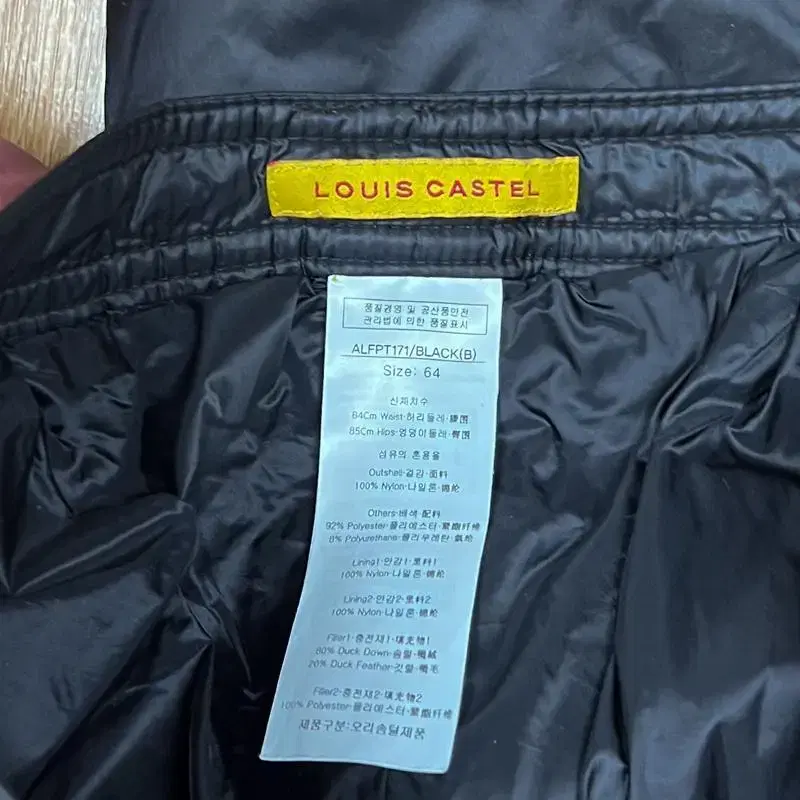 LOUIS CASTEL
품질경영 및 공산품안전
관리법에 의한 품질표시
ALFPT171/BLACK(B)
Size: 64
신체치수
84Cm Waist-허리둘레-腰围
85Cm Hips-엉덩이둘레-臀围
섬유의 혼용율
Outshell-겉감-面料
100% Nylon-나일론-锦纶
Others-배색-配料
92% Polyester-폴리에스터-聚酯纤维
8% Polyurethane-폴리우레탄-氨纶
Lining1-안감1-里料1
100% Nylon-나일론-锦纶
Lining2-안감2-里料2
100% Nylon-나일론-锦纶
Filler1-충전재1-填充物1
80% Duck Down-솜털-鸭绒
20% Duck Feather-깃털-鸭毛
Filler2-충전재2-填充物2
100% Polyester-폴리에스터-聚酯纤维
제품구분:오리솜털제품